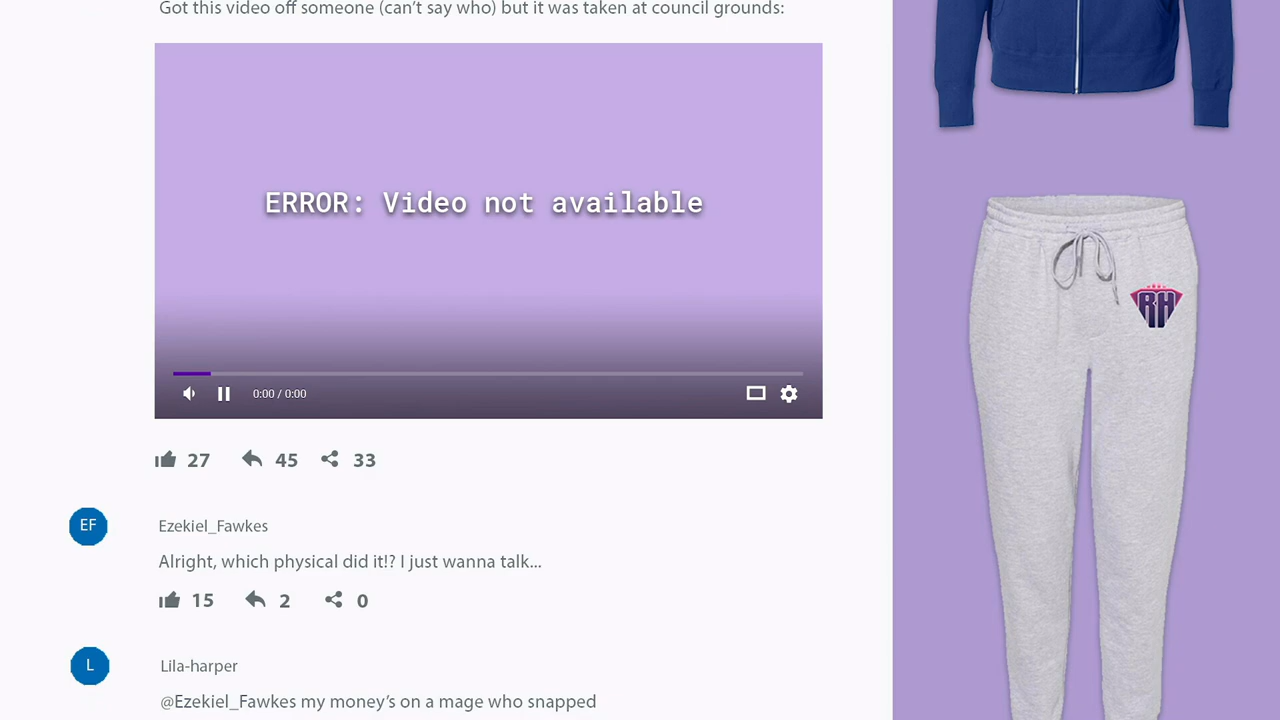 Got this video off someone (can’t say who) but it was taken at council grounds:
ERROR: Video not available
0:00 / 0:00
27 45 33
EF Ezekiel_Fawkes
Alright, which physical did it!? I just wanna talk...
15 2 0
L Lila-harper
@Ezekiel_Fawkes my money’s on a mage who snapped
RH